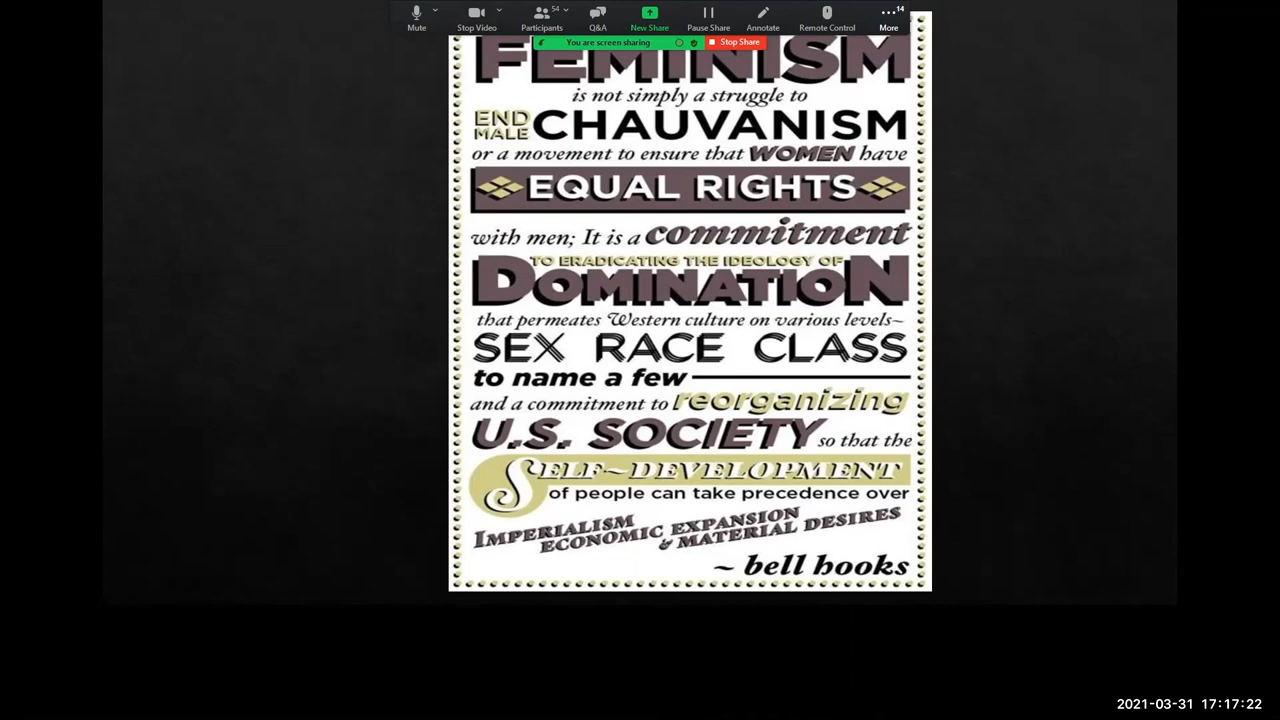 54
14
Mute
Stop Video
Participants
Q&A
New Share
Pause Share
Annotate
Remote Control
More
You are screen sharing
Stop Share
FEMINISM
is not simply a struggle to
END MALE CHAUVANISM
or a movement to ensure that WOMEN have
EQUAL RIGHTS
with men; It is a commitment
TO ERADICATING THE IDEOLOGY OF
DOMINATION
that permeates Western culture on various levels~
SEX RACE CLASS
to name a few
and a commitment to reorganizing
U.S. SOCIETY so that the
SELF~DEVELOPMENT
of people can take precedence over
IMPERIALISM
ECONOMIC EXPANSION
& MATERIAL DESIRES
~ bell hooks
2021-03-31 17:17:22